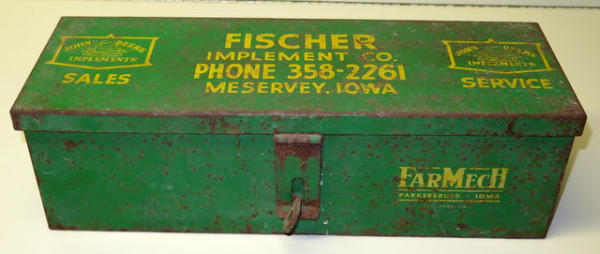 JOHN DEERE
IMPLEMENTS
SALES
FISCHER
IMPLEMENT CO.
PHONE 358-2261
MESERVEY, IOWA
JOHN DEERE
IMPLEMENTS
SERVICE
FARMECH
PARKERSBURG - IOWA